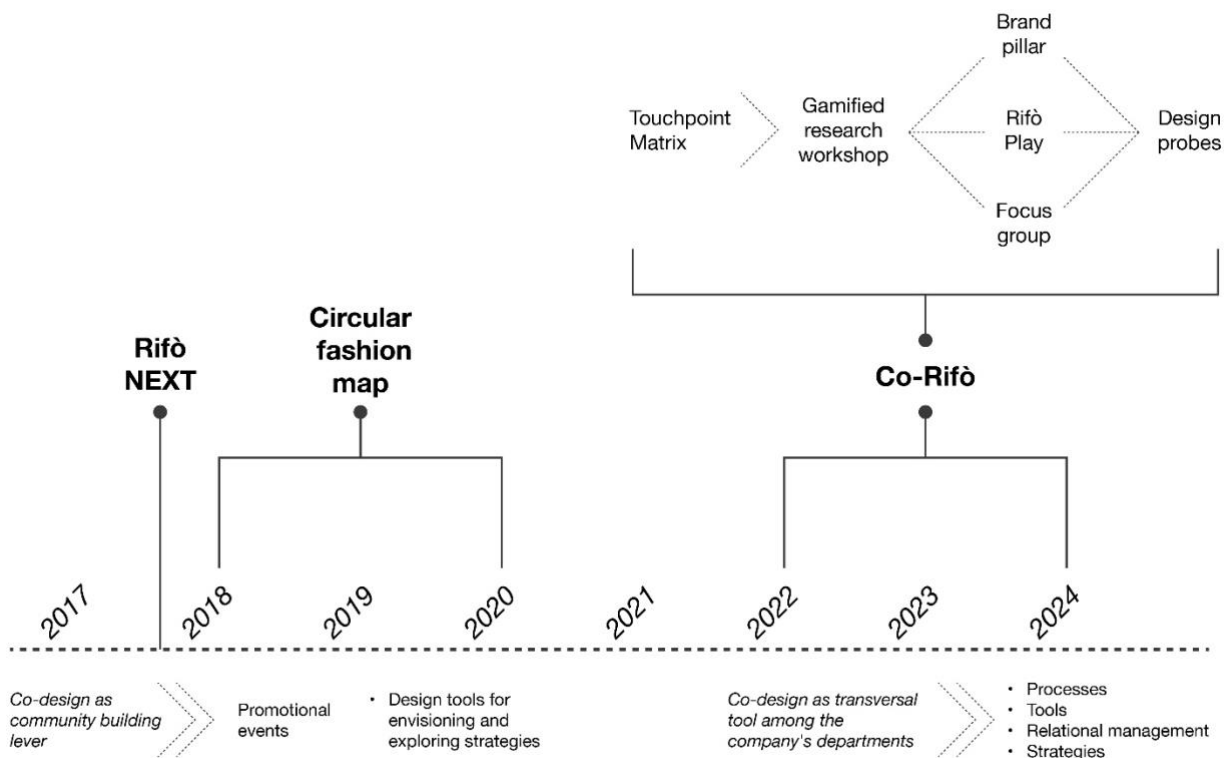 Brand
pillar
Touchpoint
Matrix
Gamified
research
workshop
Rifò
Play
Design
probes
Focus
group
Rifò
NEXT
Circular
fashion
map
Co-Rifò
2017
2018
2019
2020
2021
2022
2023
2024
Co-design as
community building
lever
Promotional
events
• Design tools for
envisioning and
exploring strategies
Co-design as transversal
tool among the
company's departments
• Processes
• Tools
• Relational management
• Strategies